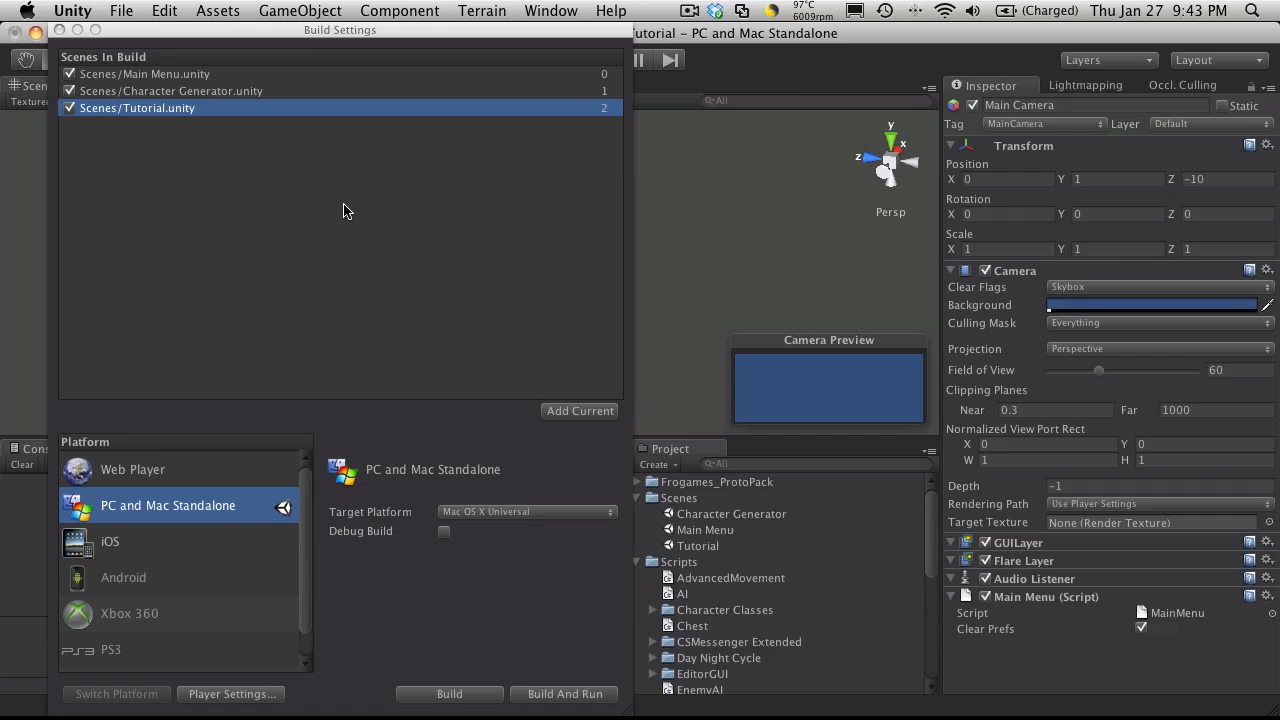 Unity File Edit Assets GameObject Component Terrain Window Help
97°C
6009rpm
(Charged) Thu Jan 27 9:43 PM
Build Settings
utorial – PC and Mac Standalone
Layers Layout
Scenes In Build
Scenes/Main Menu.unity 0
Scenes/Character Generator.unity 1
Scenes/Tutorial.unity 2
Scen
Texture
All
y
x
z
Persp
Camera Preview
Inspector Lightmapping Occl. Culling
Main Camera Static
Tag MainCamera Layer Default
Transform
Position
X 0 Y 1 Z -10
Rotation
X 0 Y 0 Z 0
Scale
X 1 Y 1 Z 1
Camera
Clear Flags Skybox
Background
Culling Mask Everything
Projection Perspective
Field of View 60
Clipping Planes
Near 0.3 Far 1000
Normalized View Port Rect
X 0 Y 0
W 1 H 1
Depth -1
Rendering Path Use Player Settings
Target Texture None (Render Texture)
GUILayer
Flare Layer
Audio Listener
Main Menu (Script)
Script MainMenu
Clear Prefs
Add Current
Platform
Web Player
PC and Mac Standalone
iOS
Android
Xbox 360
PS3
PC and Mac Standalone
Target Platform Mac OS X Universal
Debug Build
Switch Platform Player Settings... Build Build And Run
Cons
Clear
Project
Create All
Frogames_ProtoPack
Scenes
Character Generator
Main Menu
Tutorial
Scripts
AdvancedMovement
AI
Character Classes
Chest
CSMessenger Extended
Day Night Cycle
EditorGUI
EnemyAI